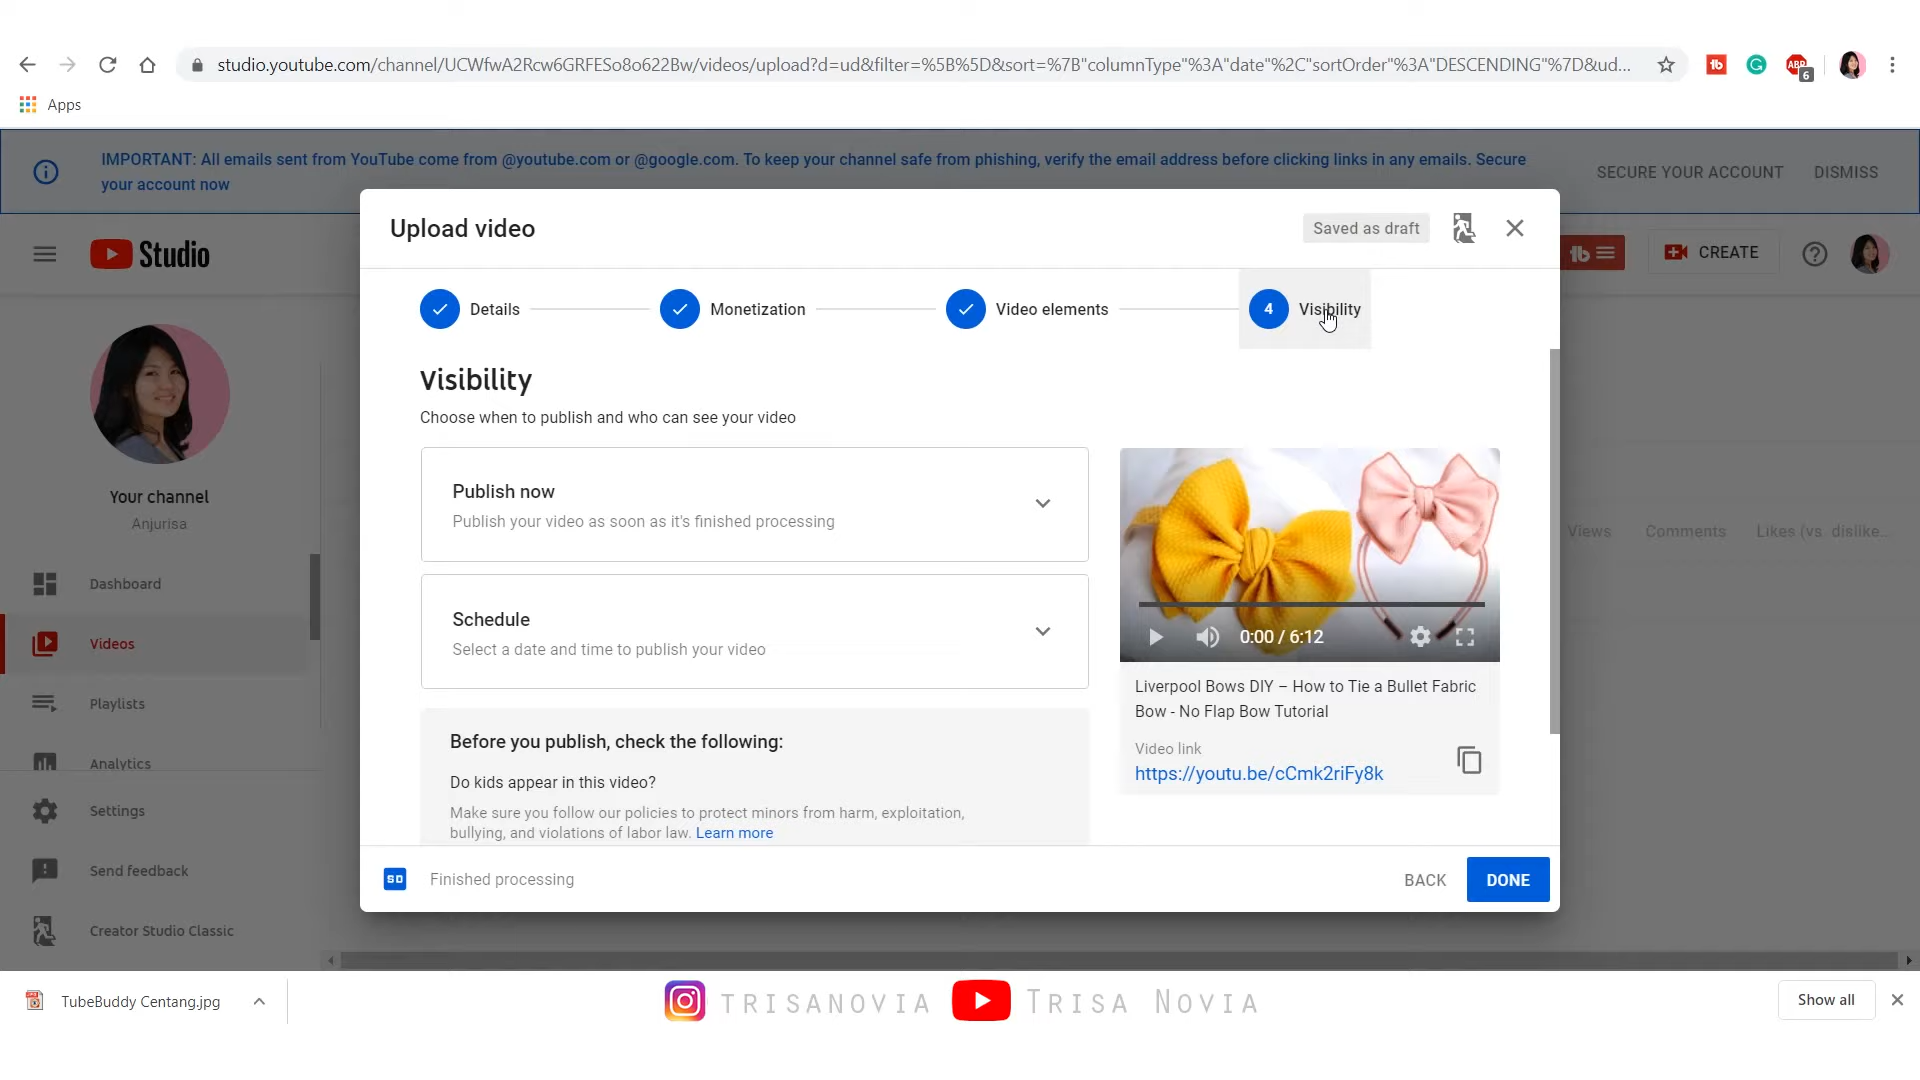 studio.youtube.com/channel/UCWfwA2Rcw6GRFESo8o622Bw/videos/upload?d=ud&filter=%5B%5D&sort=%7B"columnType"%3A"date"%2C"sortOrder"%3A"DESCENDING"%7D&ud...
ABP
6
Apps
IMPORTANT: All emails sent from YouTube come from @youtube.com or @google.com. To keep your channel safe from phishing, verify the email address before clicking links in any emails. Secure
your account now
SECURE YOUR ACCOUNT
DISMISS
Studio
CREATE
Upload video
Saved as draft
Details
Monetization
Video elements
4
Visibility
Visibility
Choose when to publish and who can see your video
Publish now
Publish your video as soon as it's finished processing
Schedule
Select a date and time to publish your video
Before you publish, check the following:
Do kids appear in this video?
Make sure you follow our policies to protect minors from harm, exploitation,
bullying, and violations of labor law. Learn more
0:00 / 6:12
Liverpool Bows DIY – How to Tie a Bullet Fabric
Bow - No Flap Bow Tutorial
Video link
https://youtu.be/cCmk2riFy8k
SD
Finished processing
BACK
DONE
Your channel
Anjurisa
Dashboard
Videos
Playlists
Analytics
Settings
Send feedback
Creator Studio Classic
Views
Comments
Likes (vs. dislike...
TubeBuddy Centang.jpg
TRISANOVIA
TRISA NOVIA
Show all